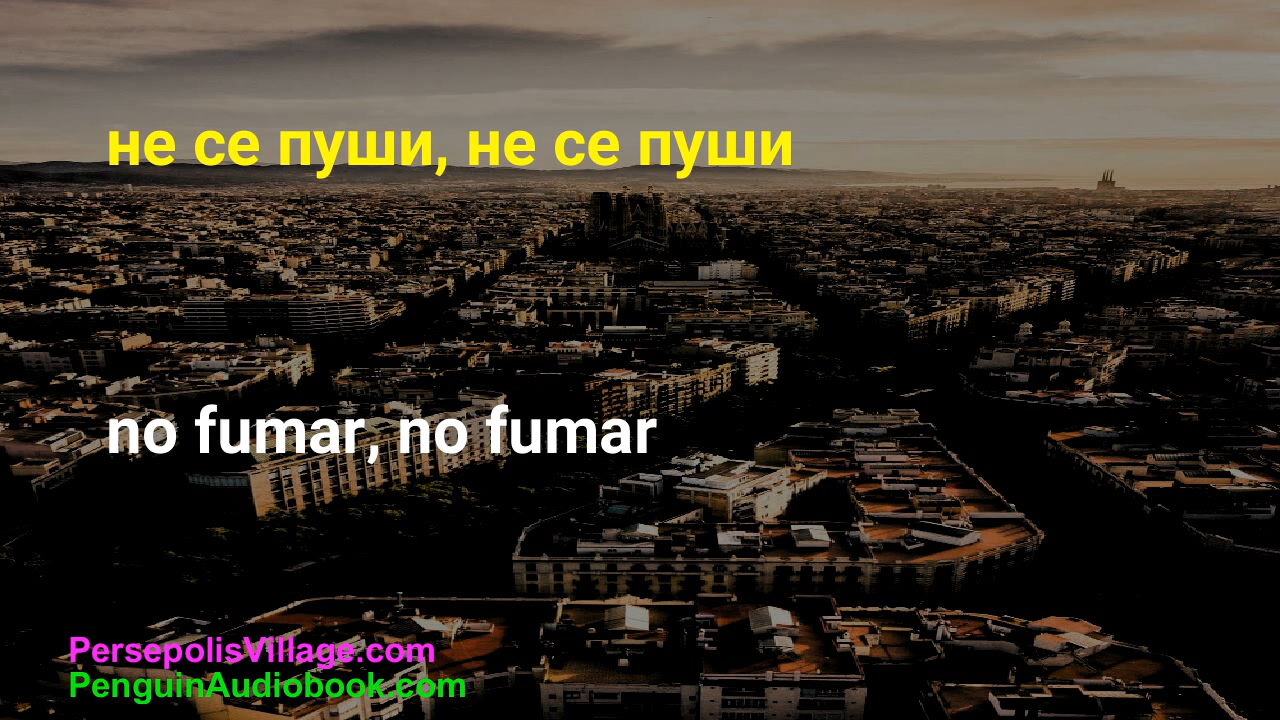 не се пуши, не се пуши
no fumar, no fumar
PersepolisVillage.com
PenguinAudiobook.com